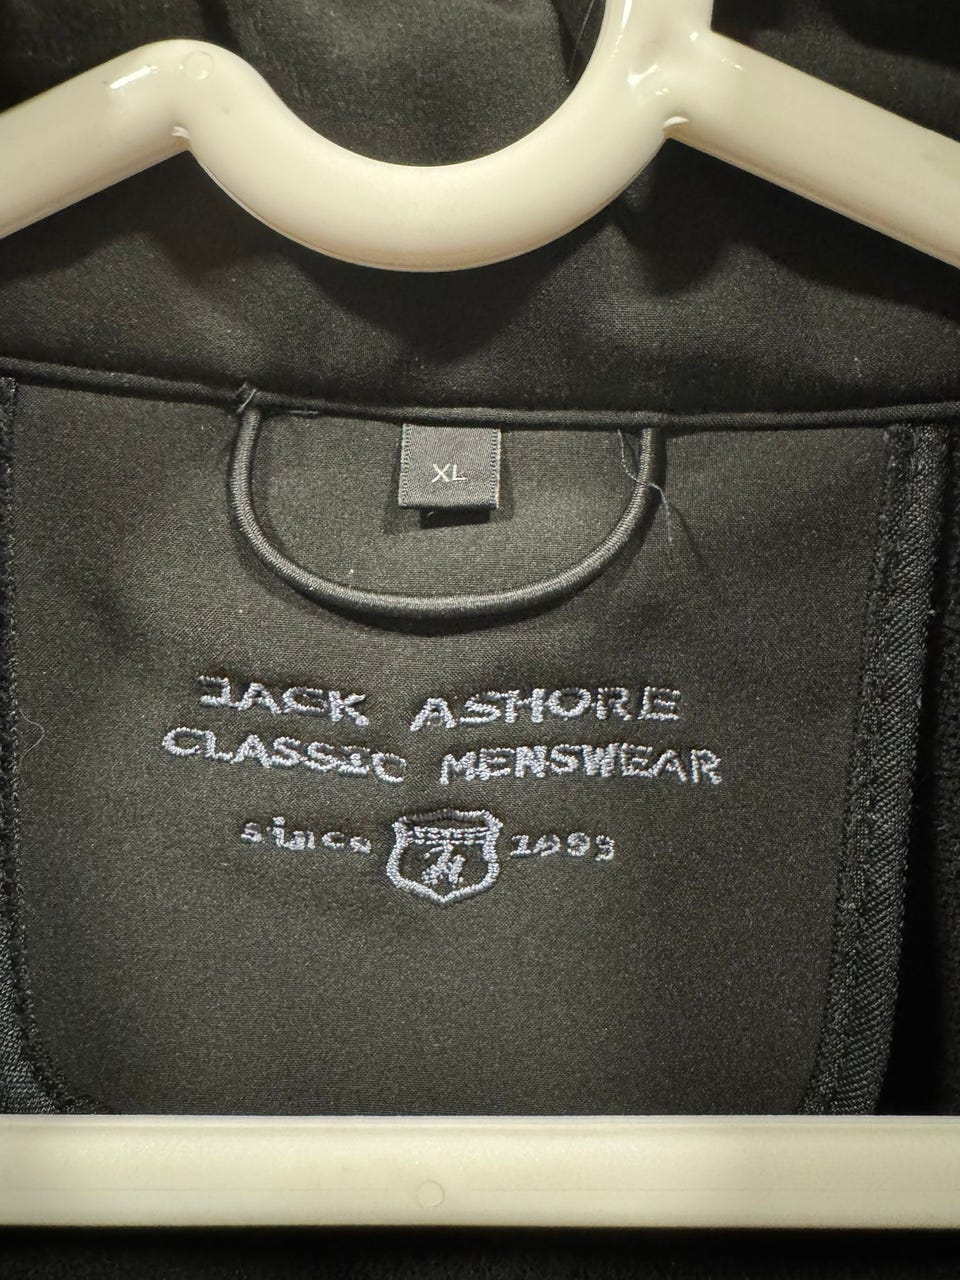 XL
JACK ASHORE
CLASSIC MENSWEAR
since 1993